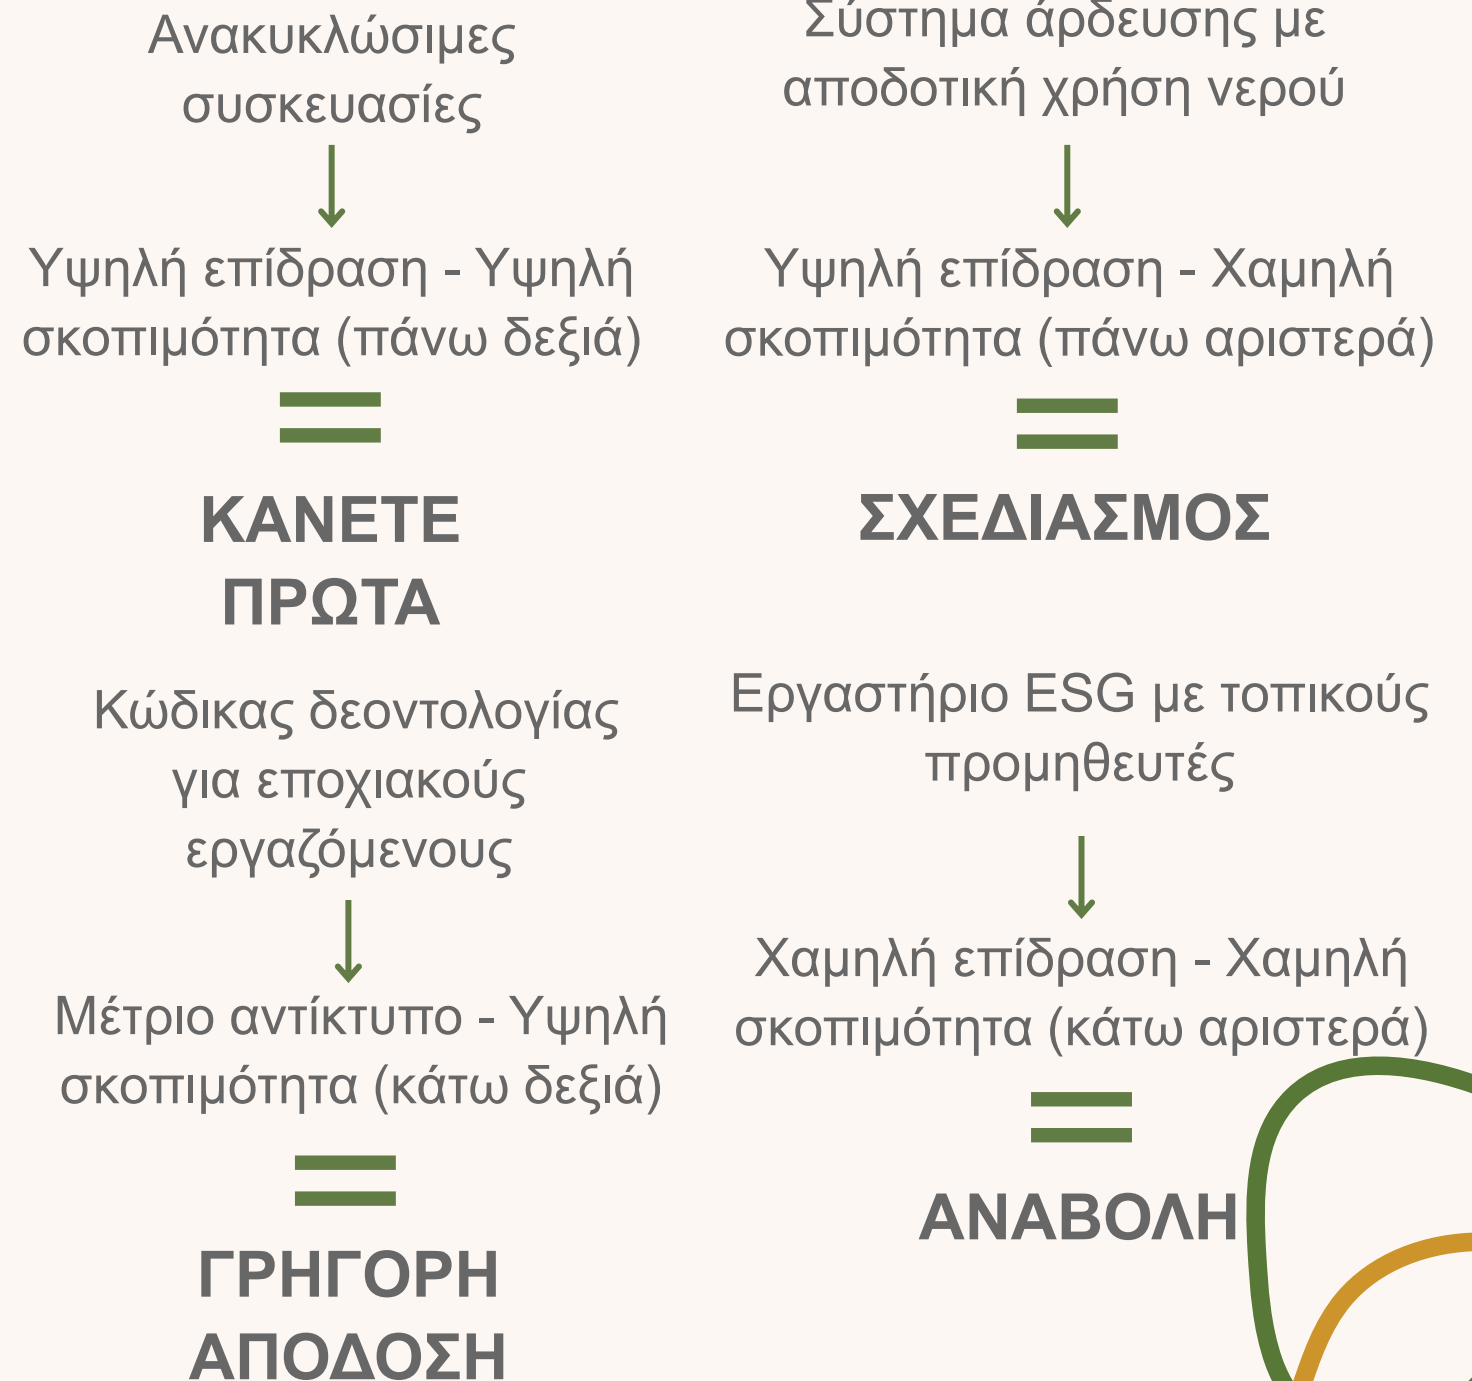 Ανακυκλώσιμες
συσκευασίες
Υψηλή επίδραση - Υψηλή
σκοπιμότητα (πάνω δεξιά)
ΚΑΝΕΤΕ
ΠΡΩΤΑ
Σύστημα άρδευσης με
αποδοτική χρήση νερού
Υψηλή επίδραση - Χαμηλή
σκοπιμότητα (πάνω αριστερά)
ΣΧΕΔΙΑΣΜΟΣ
Κώδικας δεοντολογίας
για εποχιακούς
εργαζόμενους
Μέτριο αντίκτυπο - Υψηλή
σκοπιμότητα (κάτω δεξιά)
ΓΡΗΓΟΡΗ
ΑΠΟΔΟΣΗ
Εργαστήριο ESG με τοπικούς
προμηθευτές
Χαμηλή επίδραση - Χαμηλή
σκοπιμότητα (κάτω αριστερά)
ΑΝΑΒΟΛΗ